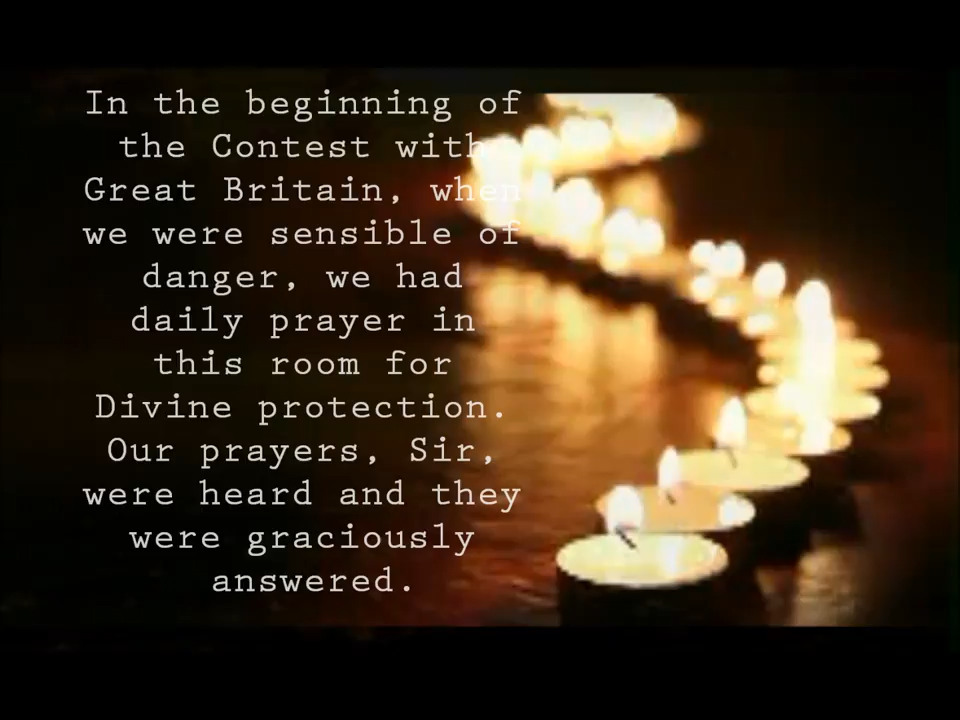 In the beginning of
the Contest with
Great Britain, when
we were sensible of
danger, we had
daily prayer in
this room for
Divine protection.
Our prayers, Sir,
were heard and they
were graciously
answered.